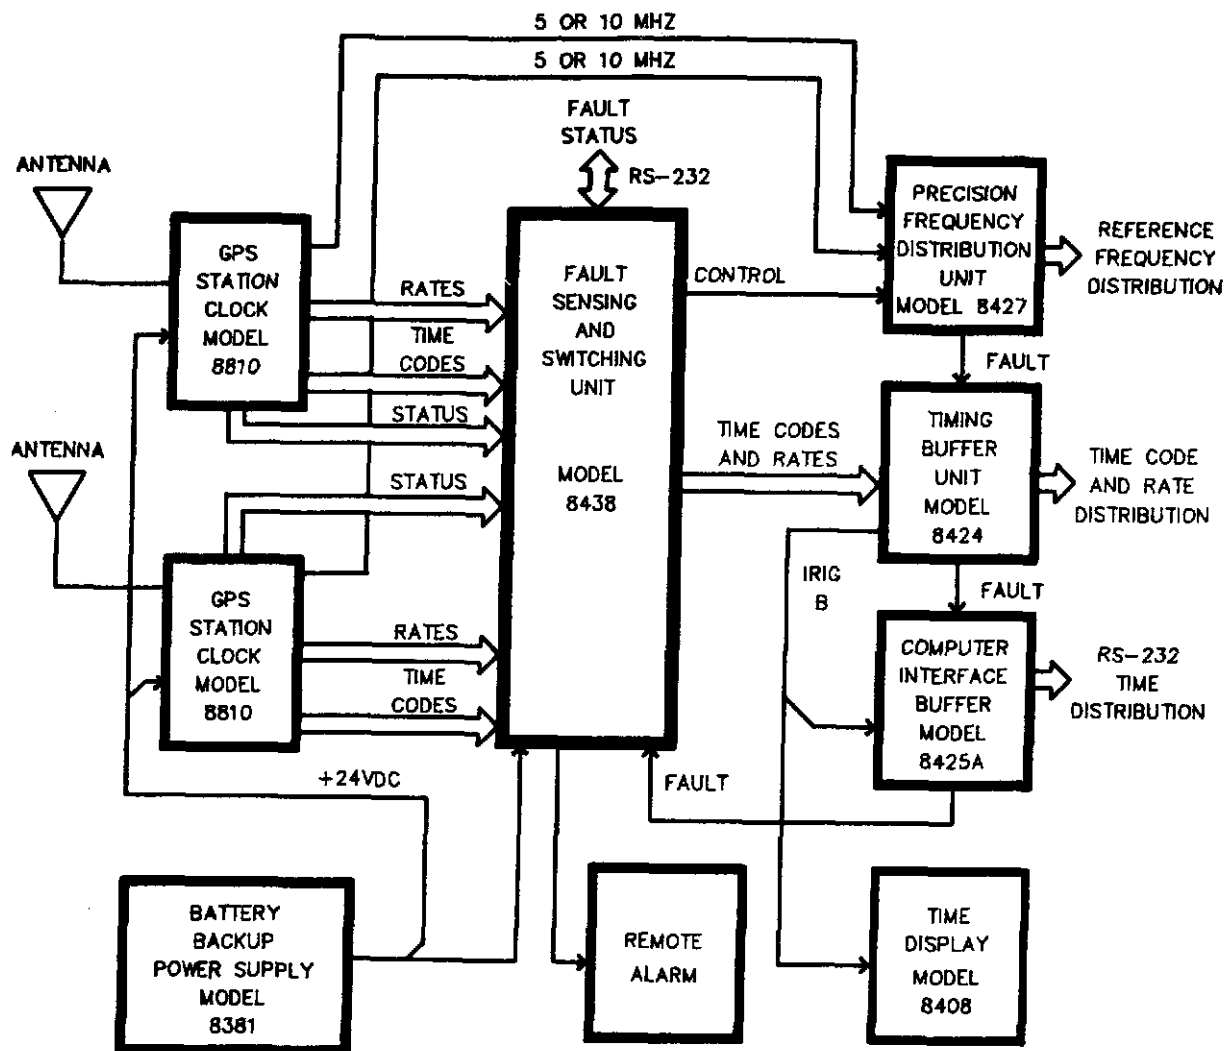 5 OR 10 MHZ
5 OR 10 MHZ
FAULT
STATUS
RS-232
ANTENNA
GPS
STATION
CLOCK
MODEL
8810
RATES
TIME
CODES
STATUS
FAULT
SENSING
AND
SWITCHING
UNIT
MODEL
8438
CONTROL
PRECISION
FREQUENCY
DISTRIBUTION
UNIT
MODEL 8427
REFERENCE
FREQUENCY
DISTRIBUTION
FAULT
TIME CODES
AND RATES
TIMING
BUFFER
UNIT
MODEL
8424
TIME CODE
AND RATE
DISTRIBUTION
ANTENNA
STATUS
GPS
STATION
CLOCK
MODEL
8810
RATES
TIME
CODES
IRIG
B
FAULT
COMPUTER
INTERFACE
BUFFER
MODEL
8425A
RS-232
TIME
DISTRIBUTION
+24VDC
FAULT
BATTERY
BACKUP
POWER SUPPLY
MODEL
8381
REMOTE
ALARM
TIME
DISPLAY
MODEL
8408